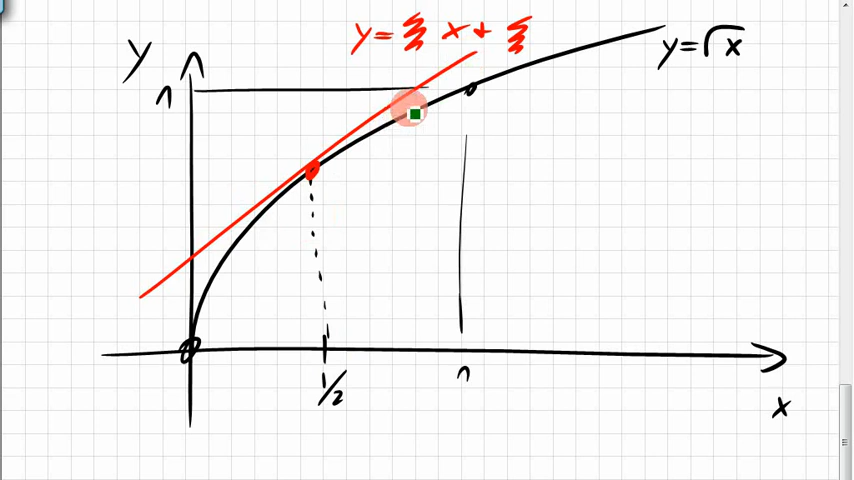 y = x +
y = √x
y
1
1/2
1
x